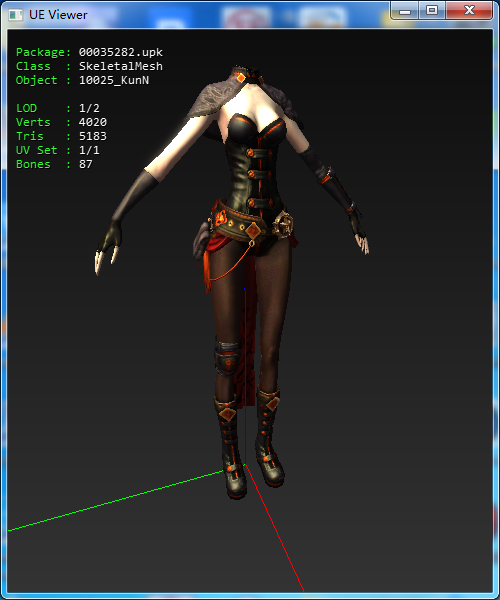 UE Viewer
Package: 00035282.upk
Class : SkeletalMesh
Object : 10025_KunN
LOD : 1/2
Verts : 4020
Tris : 5183
UV Set : 1/1
Bones : 87